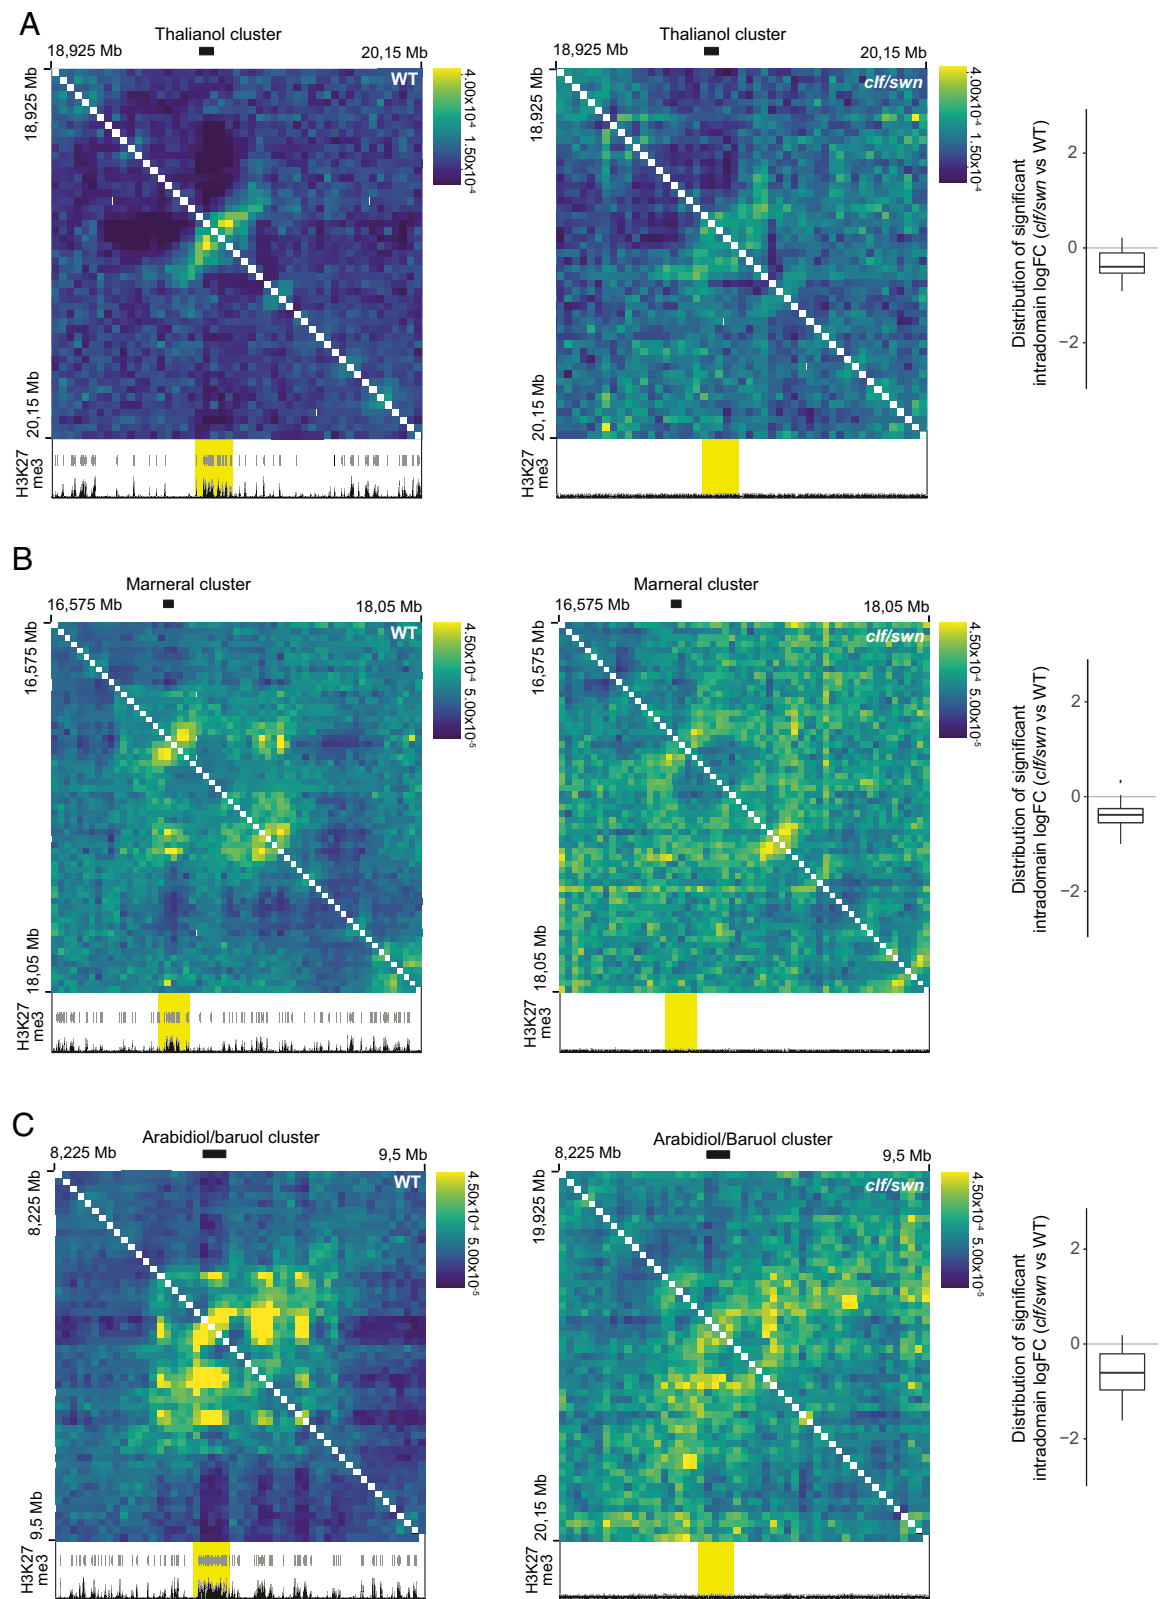 A
Thalianol cluster
18,925 Mb
20,15 Mb
18,925 Mb
20,15 Mb
WT
4.00x10-4
1.50x10-4
H3K27
me3
Thalianol cluster
18,925 Mb
20,15 Mb
18,925 Mb
20,15 Mb
clf/swn
4.00x10-4
1.50x10-4
H3K27
me3
Distribution of significant
intradomain logFC (clf/swn vs WT)
2
0
−2
B
Marneral cluster
16,575 Mb
18,05 Mb
16,575 Mb
18,05 Mb
WT
4.50x10-4
5.00x10-5
H3K27
me3
Marneral cluster
16,575 Mb
18,05 Mb
16,575 Mb
18,05 Mb
clf/swn
4.50x10-4
5.00x10-5
H3K27
me3
Distribution of significant
intradomain logFC (clf/swn vs WT)
2
0
−2
C
Arabidiol/baruol cluster
8,225 Mb
9,5 Mb
8,225 Mb
9,5 Mb
WT
4.50x10-4
5.00x10-5
H3K27
me3
Arabidiol/Baruol cluster
8,225 Mb
9,5 Mb
19,925 Mb
20,15 Mb
clf/swn
4.50x10-4
5.00x10-5
H3K27
me3
Distribution of significant
intradomain logFC (clf/swn vs WT)
2
0
−2